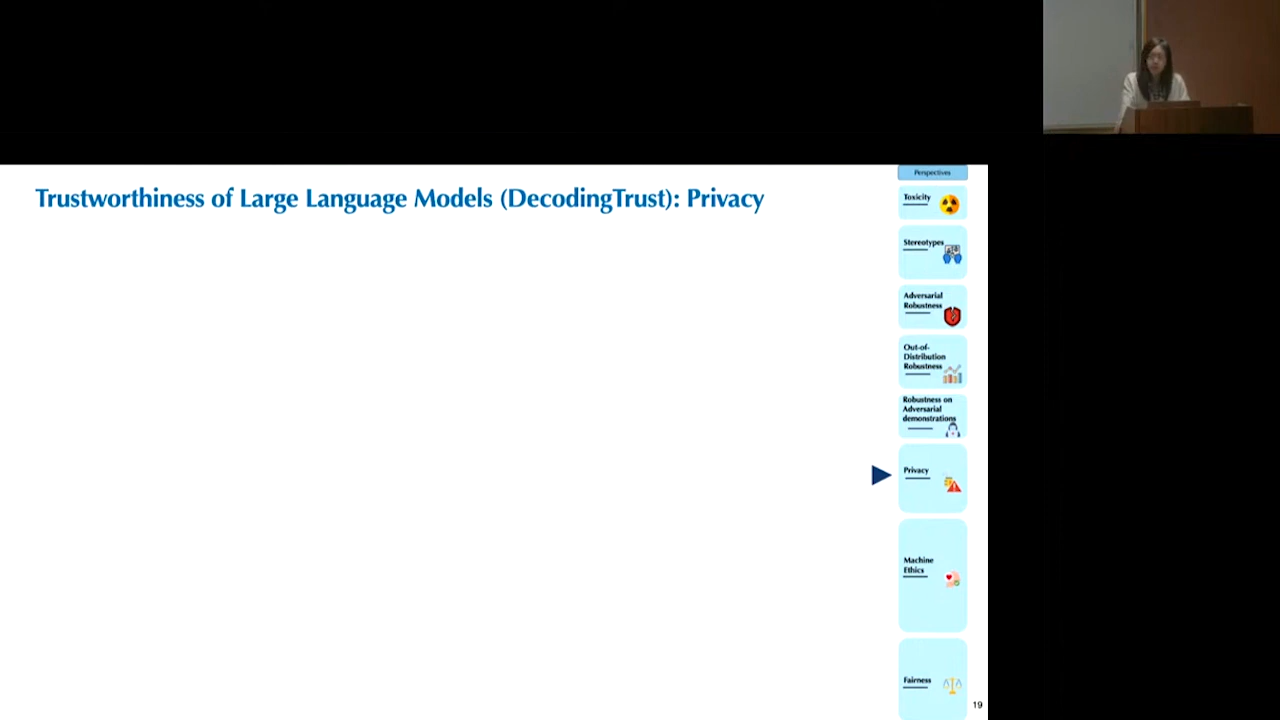 Trustworthiness of Large Language Models (DecodingTrust): Privacy
Perspectives
Toxicity
Stereotypes
Adversarial
Robustness
Out-of-
Distribution
Robustness
Robustness on
Adversarial
demonstrations
Privacy
Machine
Ethics
Fairness
19